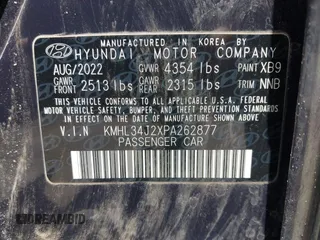 MANUFACTURED IN KOREA BY
HYUNDAI MOTOR COMPANY
AUG/2022 GVWR 4354 lbs PAINT XB9
GAWR FRONT 2513 lbs GAWR REAR 2315 lbs TRIM NNB
THIS VEHICLE CONFORMS TO ALL APPLICABLE U.S. FEDERAL MOTOR
VEHICLE SAFETY, BUMPER, AND THEFT PREVENTION STANDARDS IN
EFFECT ON THE DATE OF MANUFACTURE SHOWN ABOVE.
V.I.N KMHL34J2XPA262877
PASSENGER CAR
DREAMBID